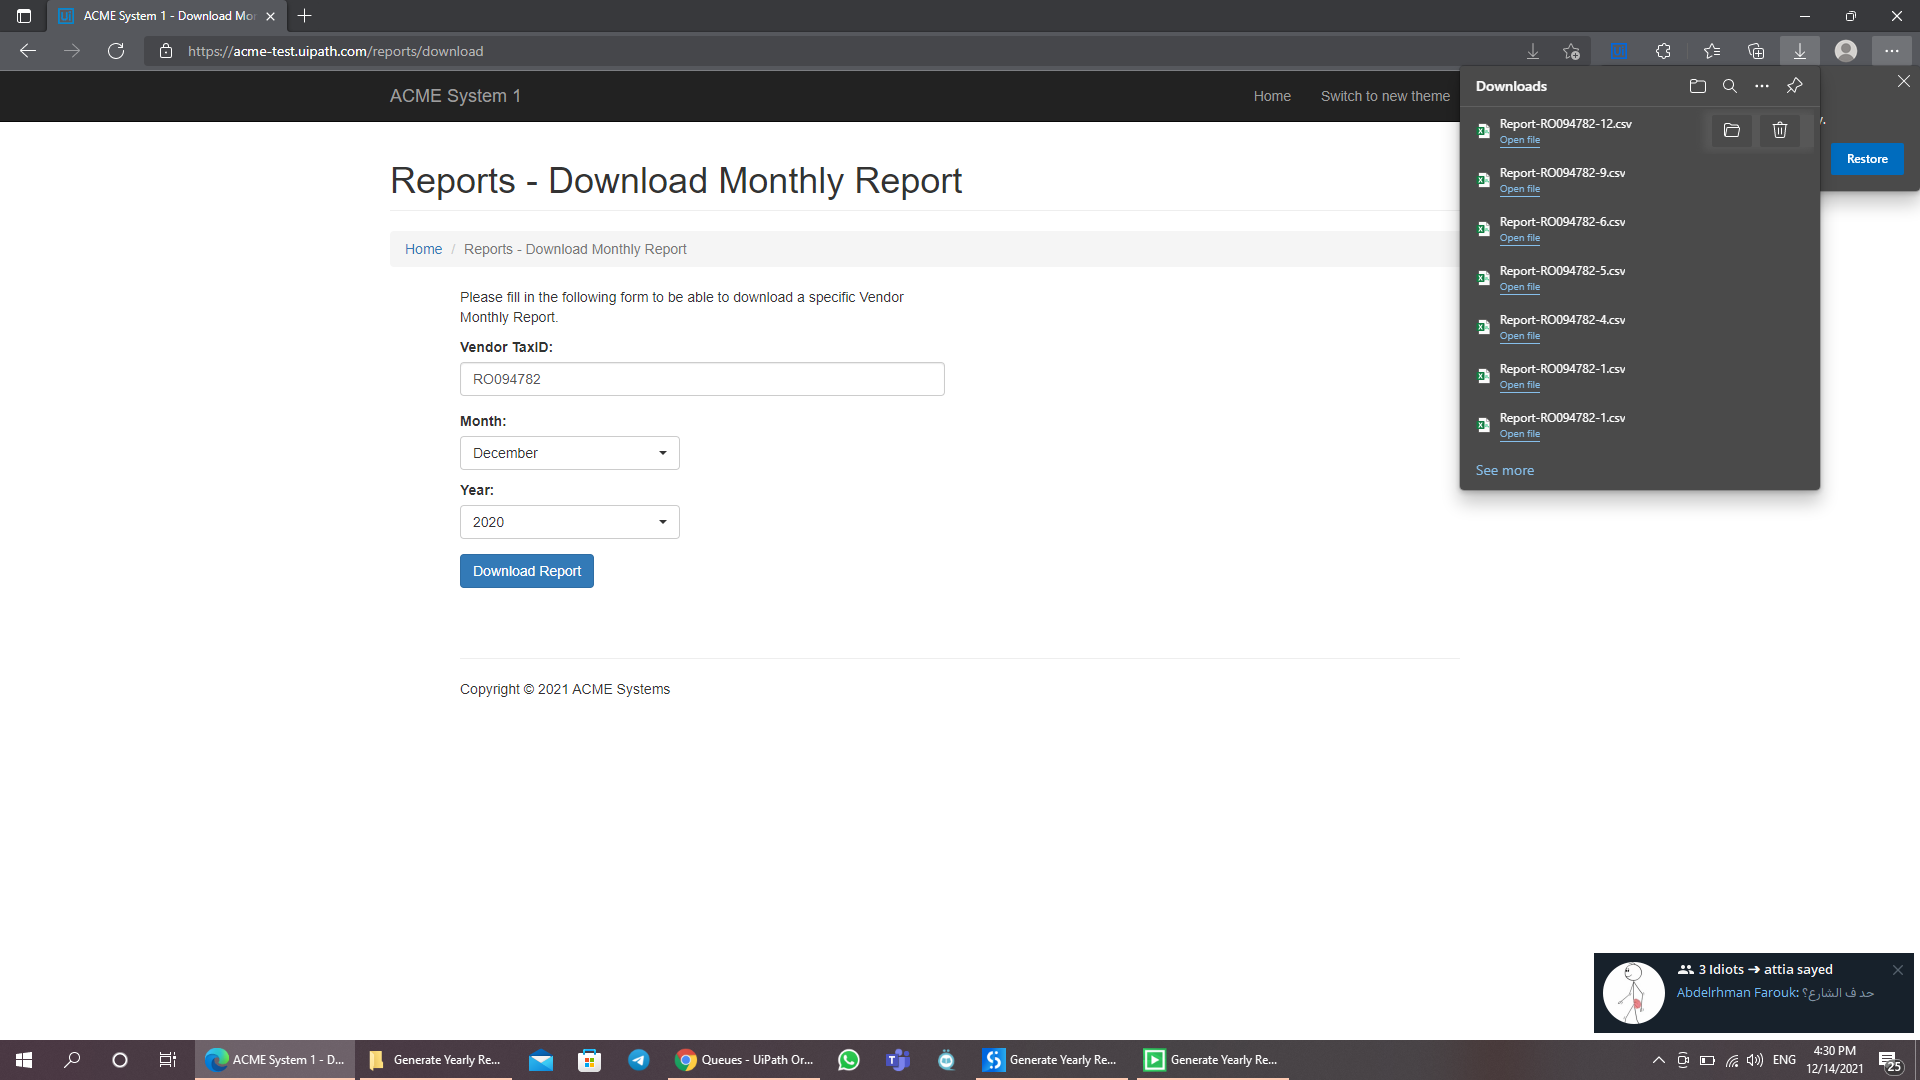 ACME System 1 - Download Mor
https://acme-test.uipath.com/reports/download
ACME System 1
Home
Switch to new theme
Reports - Download Monthly Report
Home / Reports - Download Monthly Report
Please fill in the following form to be able to download a specific Vendor
Monthly Report.
Vendor TaxID:
RO094782
Month:
December
Year:
2020
Download Report
Copyright © 2021 ACME Systems
Downloads
Report-RO094782-12.csv
Open file
Report-RO094782-9.csv
Open file
Report-RO094782-6.csv
Open file
Report-RO094782-5.csv
Open file
Report-RO094782-4.csv
Open file
Report-RO094782-1.csv
Open file
Report-RO094782-1.csv
Open file
See more
Restore
3 Idiots ➜ attia sayed
Abdelrhman Farouk: حد ف الشارع؟
ACME System 1 - D...
Generate Yearly Re...
Queues - UiPath Or...
Generate Yearly Re...
Generate Yearly Re...
ENG
4:30 PM
12/14/2021
25